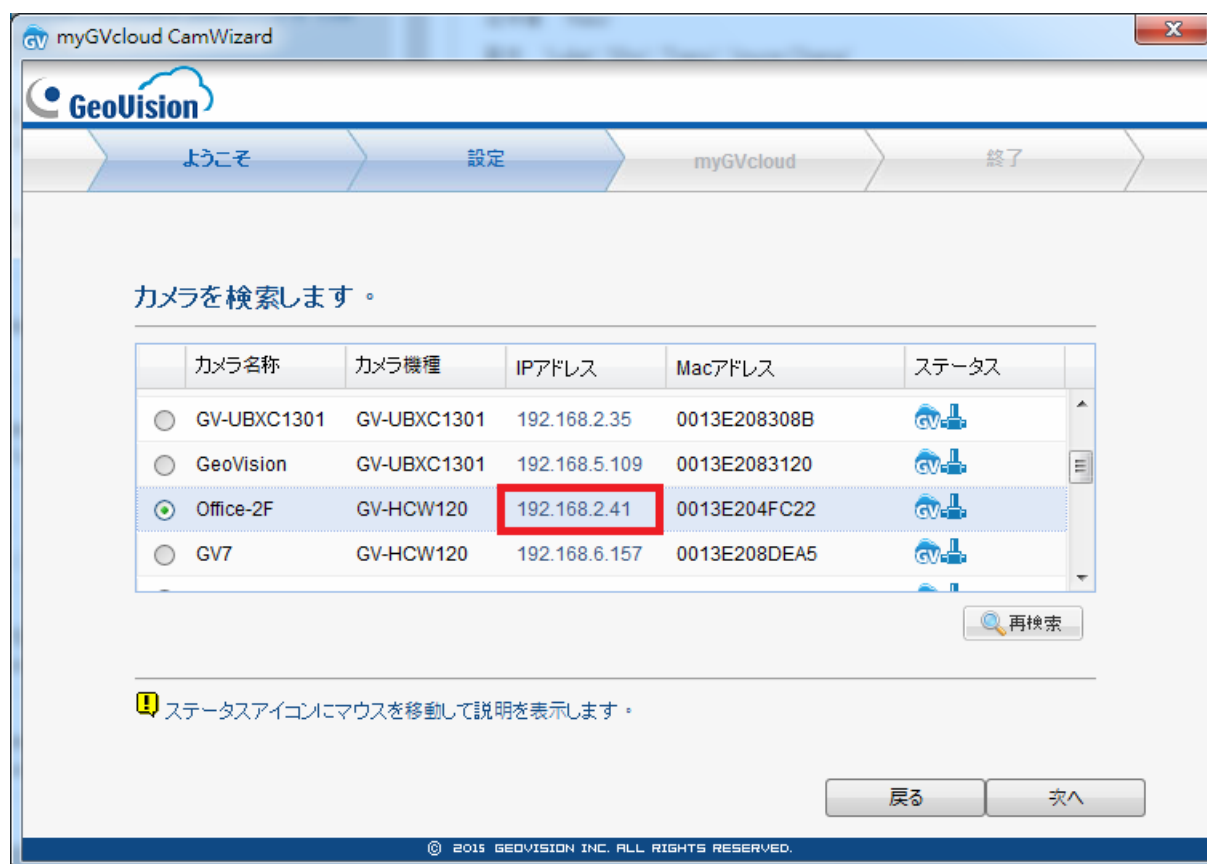 myGVcloud CamWizard
GeoVision
ようこそ 設定 myGVcloud 終了
カメラを検索します。
カメラ名称 カメラ機種 IPアドレス Macアドレス ステータス
GV-UBXC1301 GV-UBXC1301 192.168.2.35 0013E208308B GV
GeoVision GV-UBXC1301 192.168.5.109 0013E2083120 GV
Office-2F GV-HCW120 192.168.2.41 0013E204FC22 GV
GV7 GV-HCW120 192.168.6.157 0013E208DEA5 GV
再検索
ステータスアイコンにマウスを移動して説明を表示します。
戻る 次へ
© 2015 GEOVISION INC. ALL RIGHTS RESERVED.